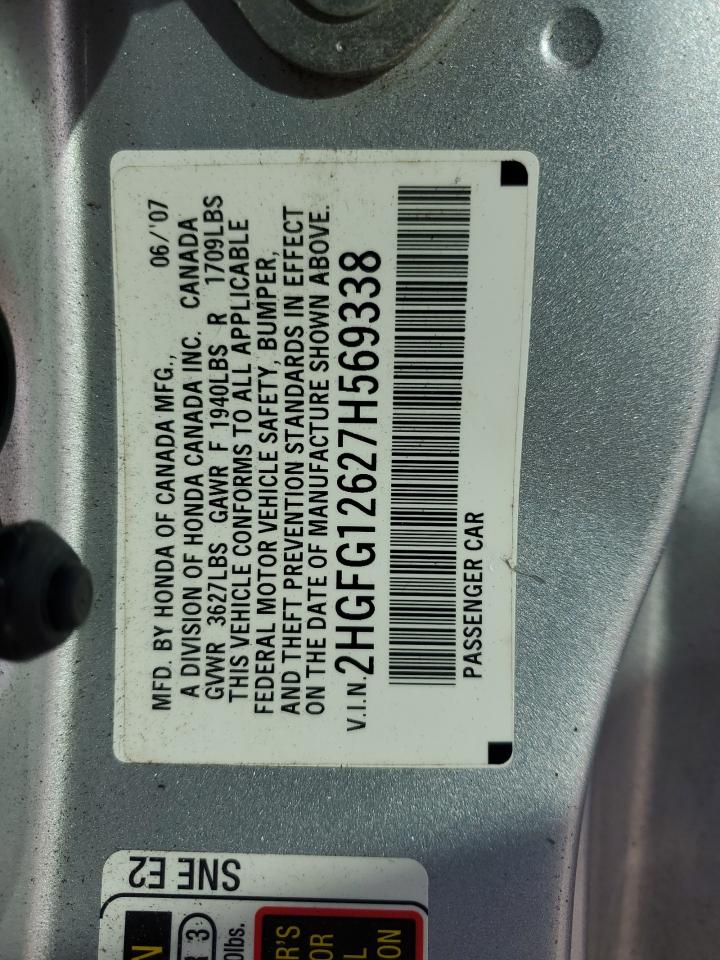 MFD. BY HONDA OF CANADA MFG., 06/'07
A DIVISION OF HONDA CANADA INC. CANADA
GVWR 3627LBS GAWR F 1940LBS R 1709LBS
THIS VEHICLE CONFORMS TO ALL APPLICABLE
FEDERAL MOTOR VEHICLE SAFETY, BUMPER,
AND THEFT PREVENTION STANDARDS IN EFFECT
ON THE DATE OF MANUFACTURE SHOWN ABOVE.
V.I.N. 2HGFG12627H569338
PASSENGER CAR
SNE E2